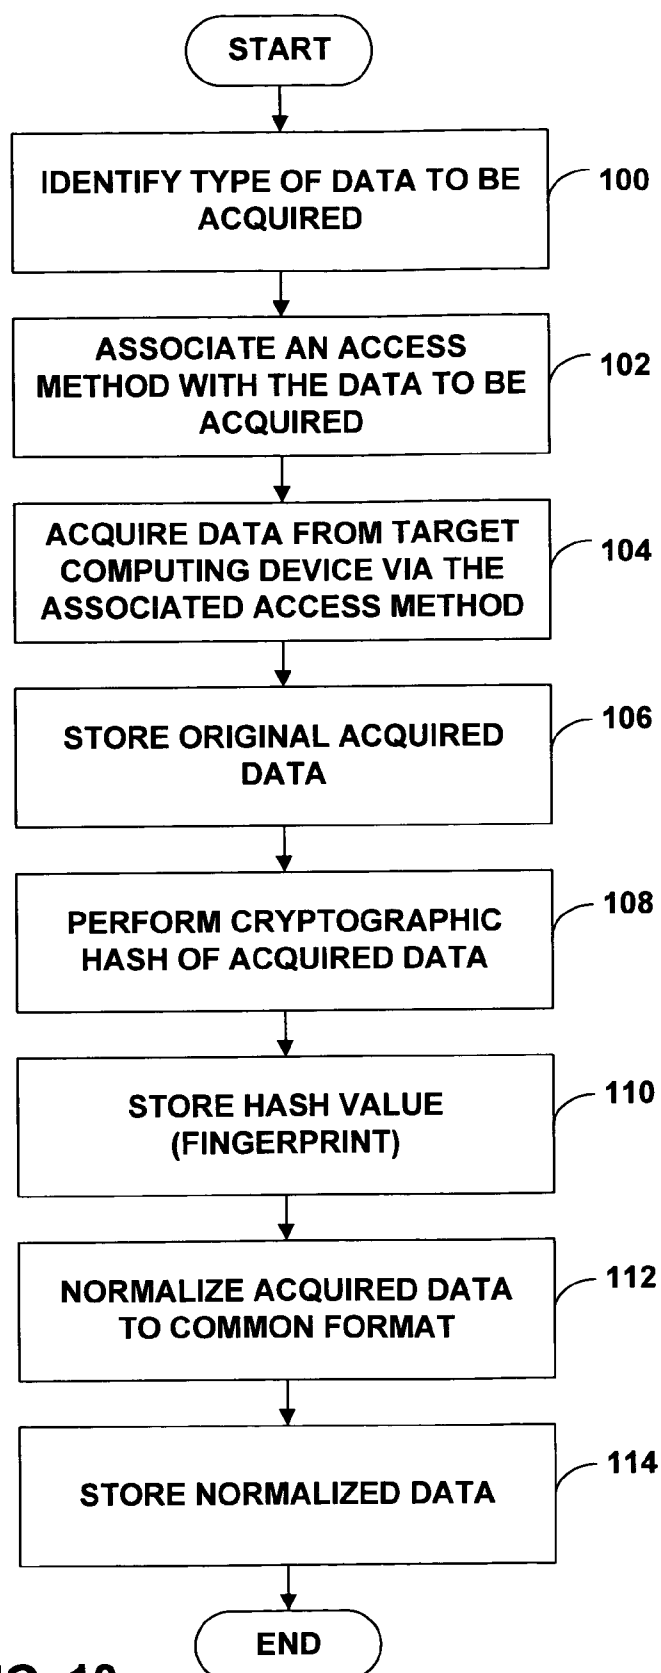 START
IDENTIFY TYPE OF DATA TO BE
ACQUIRED
100
ASSOCIATE AN ACCESS
METHOD WITH THE DATA TO BE
ACQUIRED
102
ACQUIRE DATA FROM TARGET
COMPUTING DEVICE VIA THE
ASSOCIATED ACCESS METHOD
104
STORE ORIGINAL ACQUIRED
DATA
106
PERFORM CRYPTOGRAPHIC
HASH OF ACQUIRED DATA
108
STORE HASH VALUE
(FINGERPRINT)
110
NORMALIZE ACQUIRED DATA
TO COMMON FORMAT
112
STORE NORMALIZED DATA
114
END